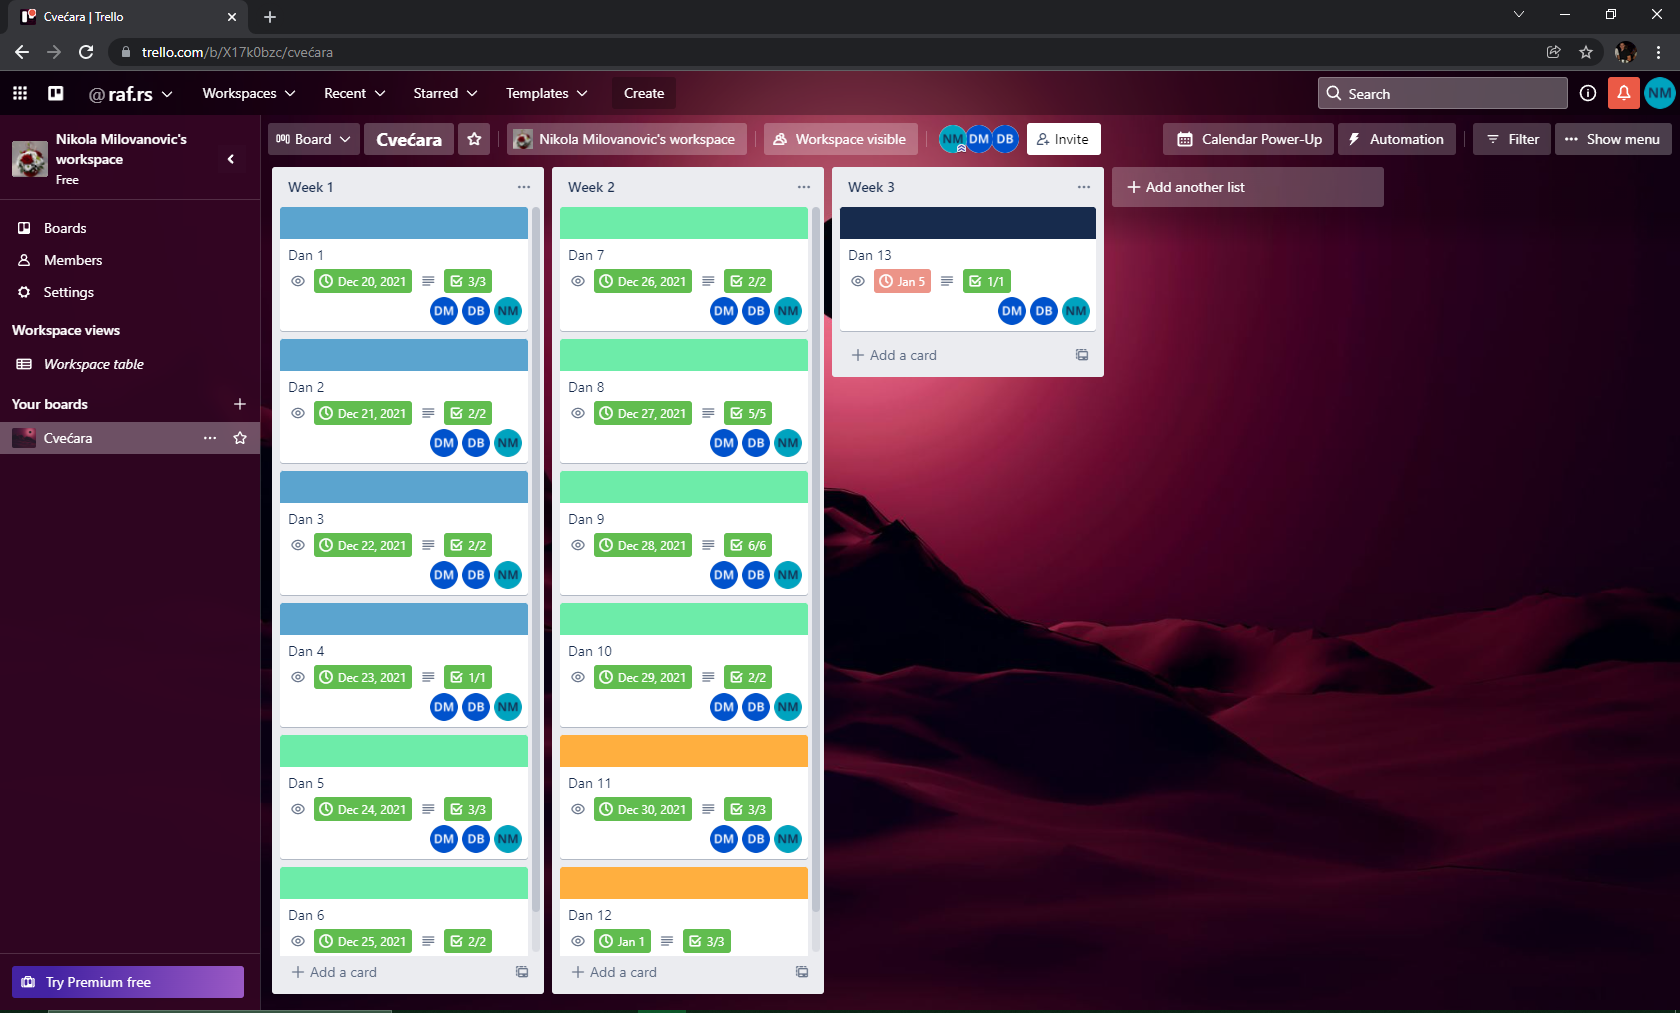 Cvećara | Trello
trello.com/b/X17k0bzc/cvećara
@raf.rs
Workspaces
Recent
Starred
Templates
Create
Search
NM
Nikola Milovanovic's
workspace
Free
Boards
Members
Settings
Workspace views
Workspace table
Your boards
Cvećara
Try Premium free
Board
Cvećara
Nikola Milovanovic's workspace
Workspace visible
NM DM DB
Invite
Calendar Power-Up
Automation
Filter
Show menu
Week 1
Dan 1
Dec 20, 2021 3/3
DM DB NM
Dan 2
Dec 21, 2021 2/2
DM DB NM
Dan 3
Dec 22, 2021 2/2
DM DB NM
Dan 4
Dec 23, 2021 1/1
DM DB NM
Dan 5
Dec 24, 2021 3/3
DM DB NM
Dan 6
Dec 25, 2021 2/2
Add a card
Week 2
Dan 7
Dec 26, 2021 2/2
DM DB NM
Dan 8
Dec 27, 2021 5/5
DM DB NM
Dan 9
Dec 28, 2021 6/6
DM DB NM
Dan 10
Dec 29, 2021 2/2
DM DB NM
Dan 11
Dec 30, 2021 3/3
DM DB NM
Dan 12
Jan 1 3/3
Add a card
Week 3
Dan 13
Jan 5 1/1
DM DB NM
Add a card
Add another list